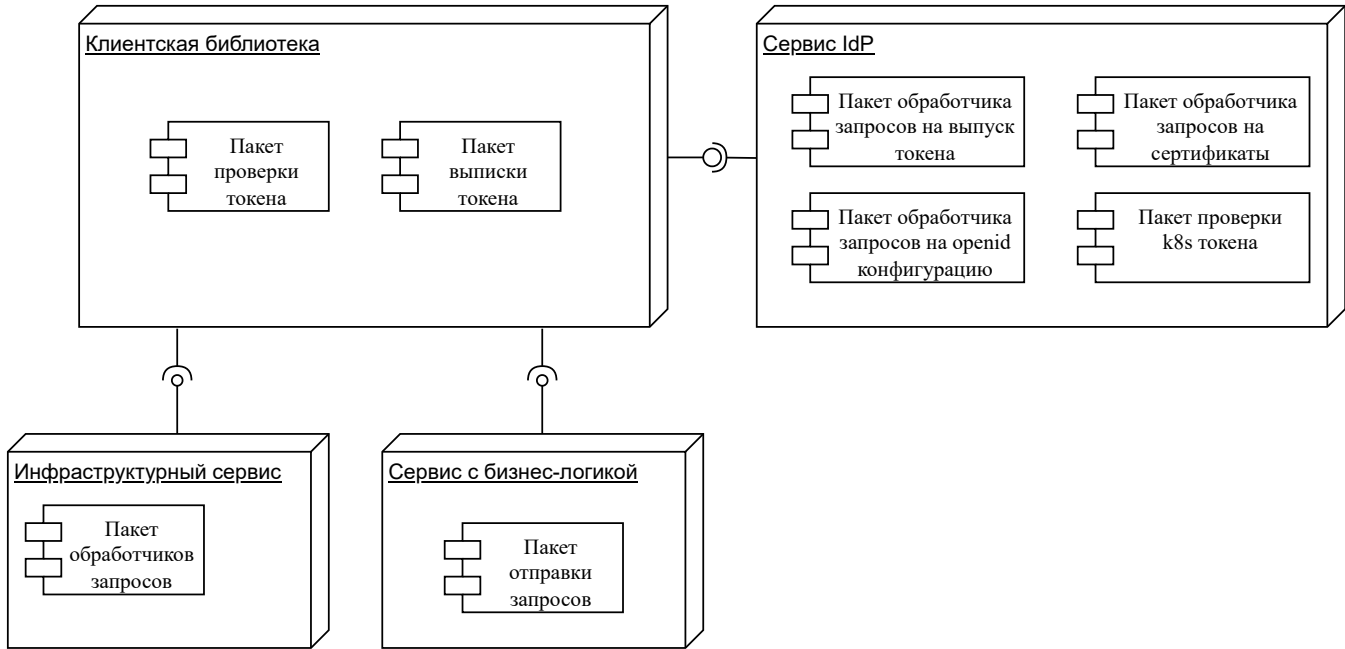 Клиентская библиотека
Пакет
проверки
токена
Пакет
выписки
токена
Сервис IdP
Пакет обработчика
запросов на выпуск
токена
Пакет обработчика
запросов на
сертификаты
Пакет обработчика
запросов на openid
конфигурацию
Пакет проверки
k8s токена
Инфраструктурный сервис
Пакет
обработчиков
запросов
Сервис с бизнес-логикой
Пакет
отправки
запросов